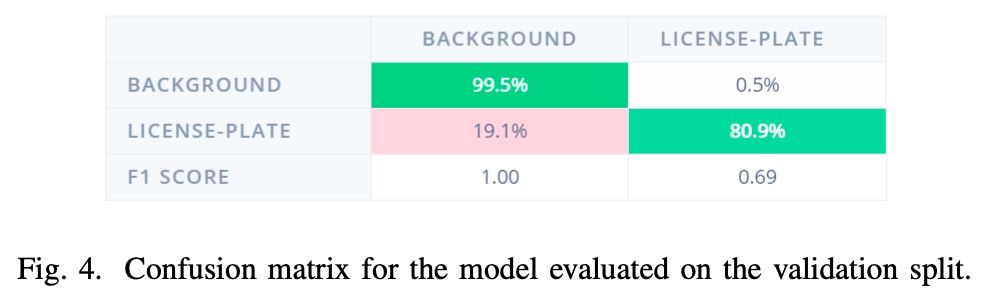 BACKGROUND LICENSE-PLATE
BACKGROUND 99.5% 0.5%
LICENSE-PLATE 19.1% 80.9%
F1 SCORE 1.00 0.69
Fig. 4. Confusion matrix for the model evaluated on the validation split.